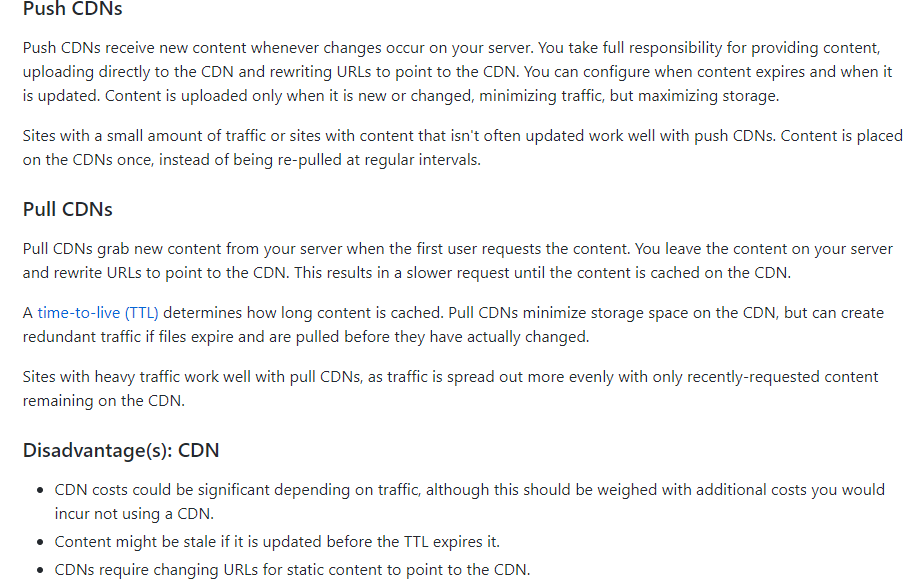 Push CDNs
Push CDNs receive new content whenever changes occur on your server. You take full responsibility for providing content,
uploading directly to the CDN and rewriting URLs to point to the CDN. You can configure when content expires and when it
is updated. Content is uploaded only when it is new or changed, minimizing traffic, but maximizing storage.
Sites with a small amount of traffic or sites with content that isn't often updated work well with push CDNs. Content is placed
on the CDNs once, instead of being re-pulled at regular intervals.
Pull CDNs
Pull CDNs grab new content from your server when the first user requests the content. You leave the content on your server
and rewrite URLs to point to the CDN. This results in a slower request until the content is cached on the CDN.
A time-to-live (TTL) determines how long content is cached. Pull CDNs minimize storage space on the CDN, but can create
redundant traffic if files expire and are pulled before they have actually changed.
Sites with heavy traffic work well with pull CDNs, as traffic is spread out more evenly with only recently-requested content
remaining on the CDN.
Disadvantage(s): CDN
• CDN costs could be significant depending on traffic, although this should be weighed with additional costs you would
incur not using a CDN.
• Content might be stale if it is updated before the TTL expires it.
• CDNs require changing URLs for static content to point to the CDN.